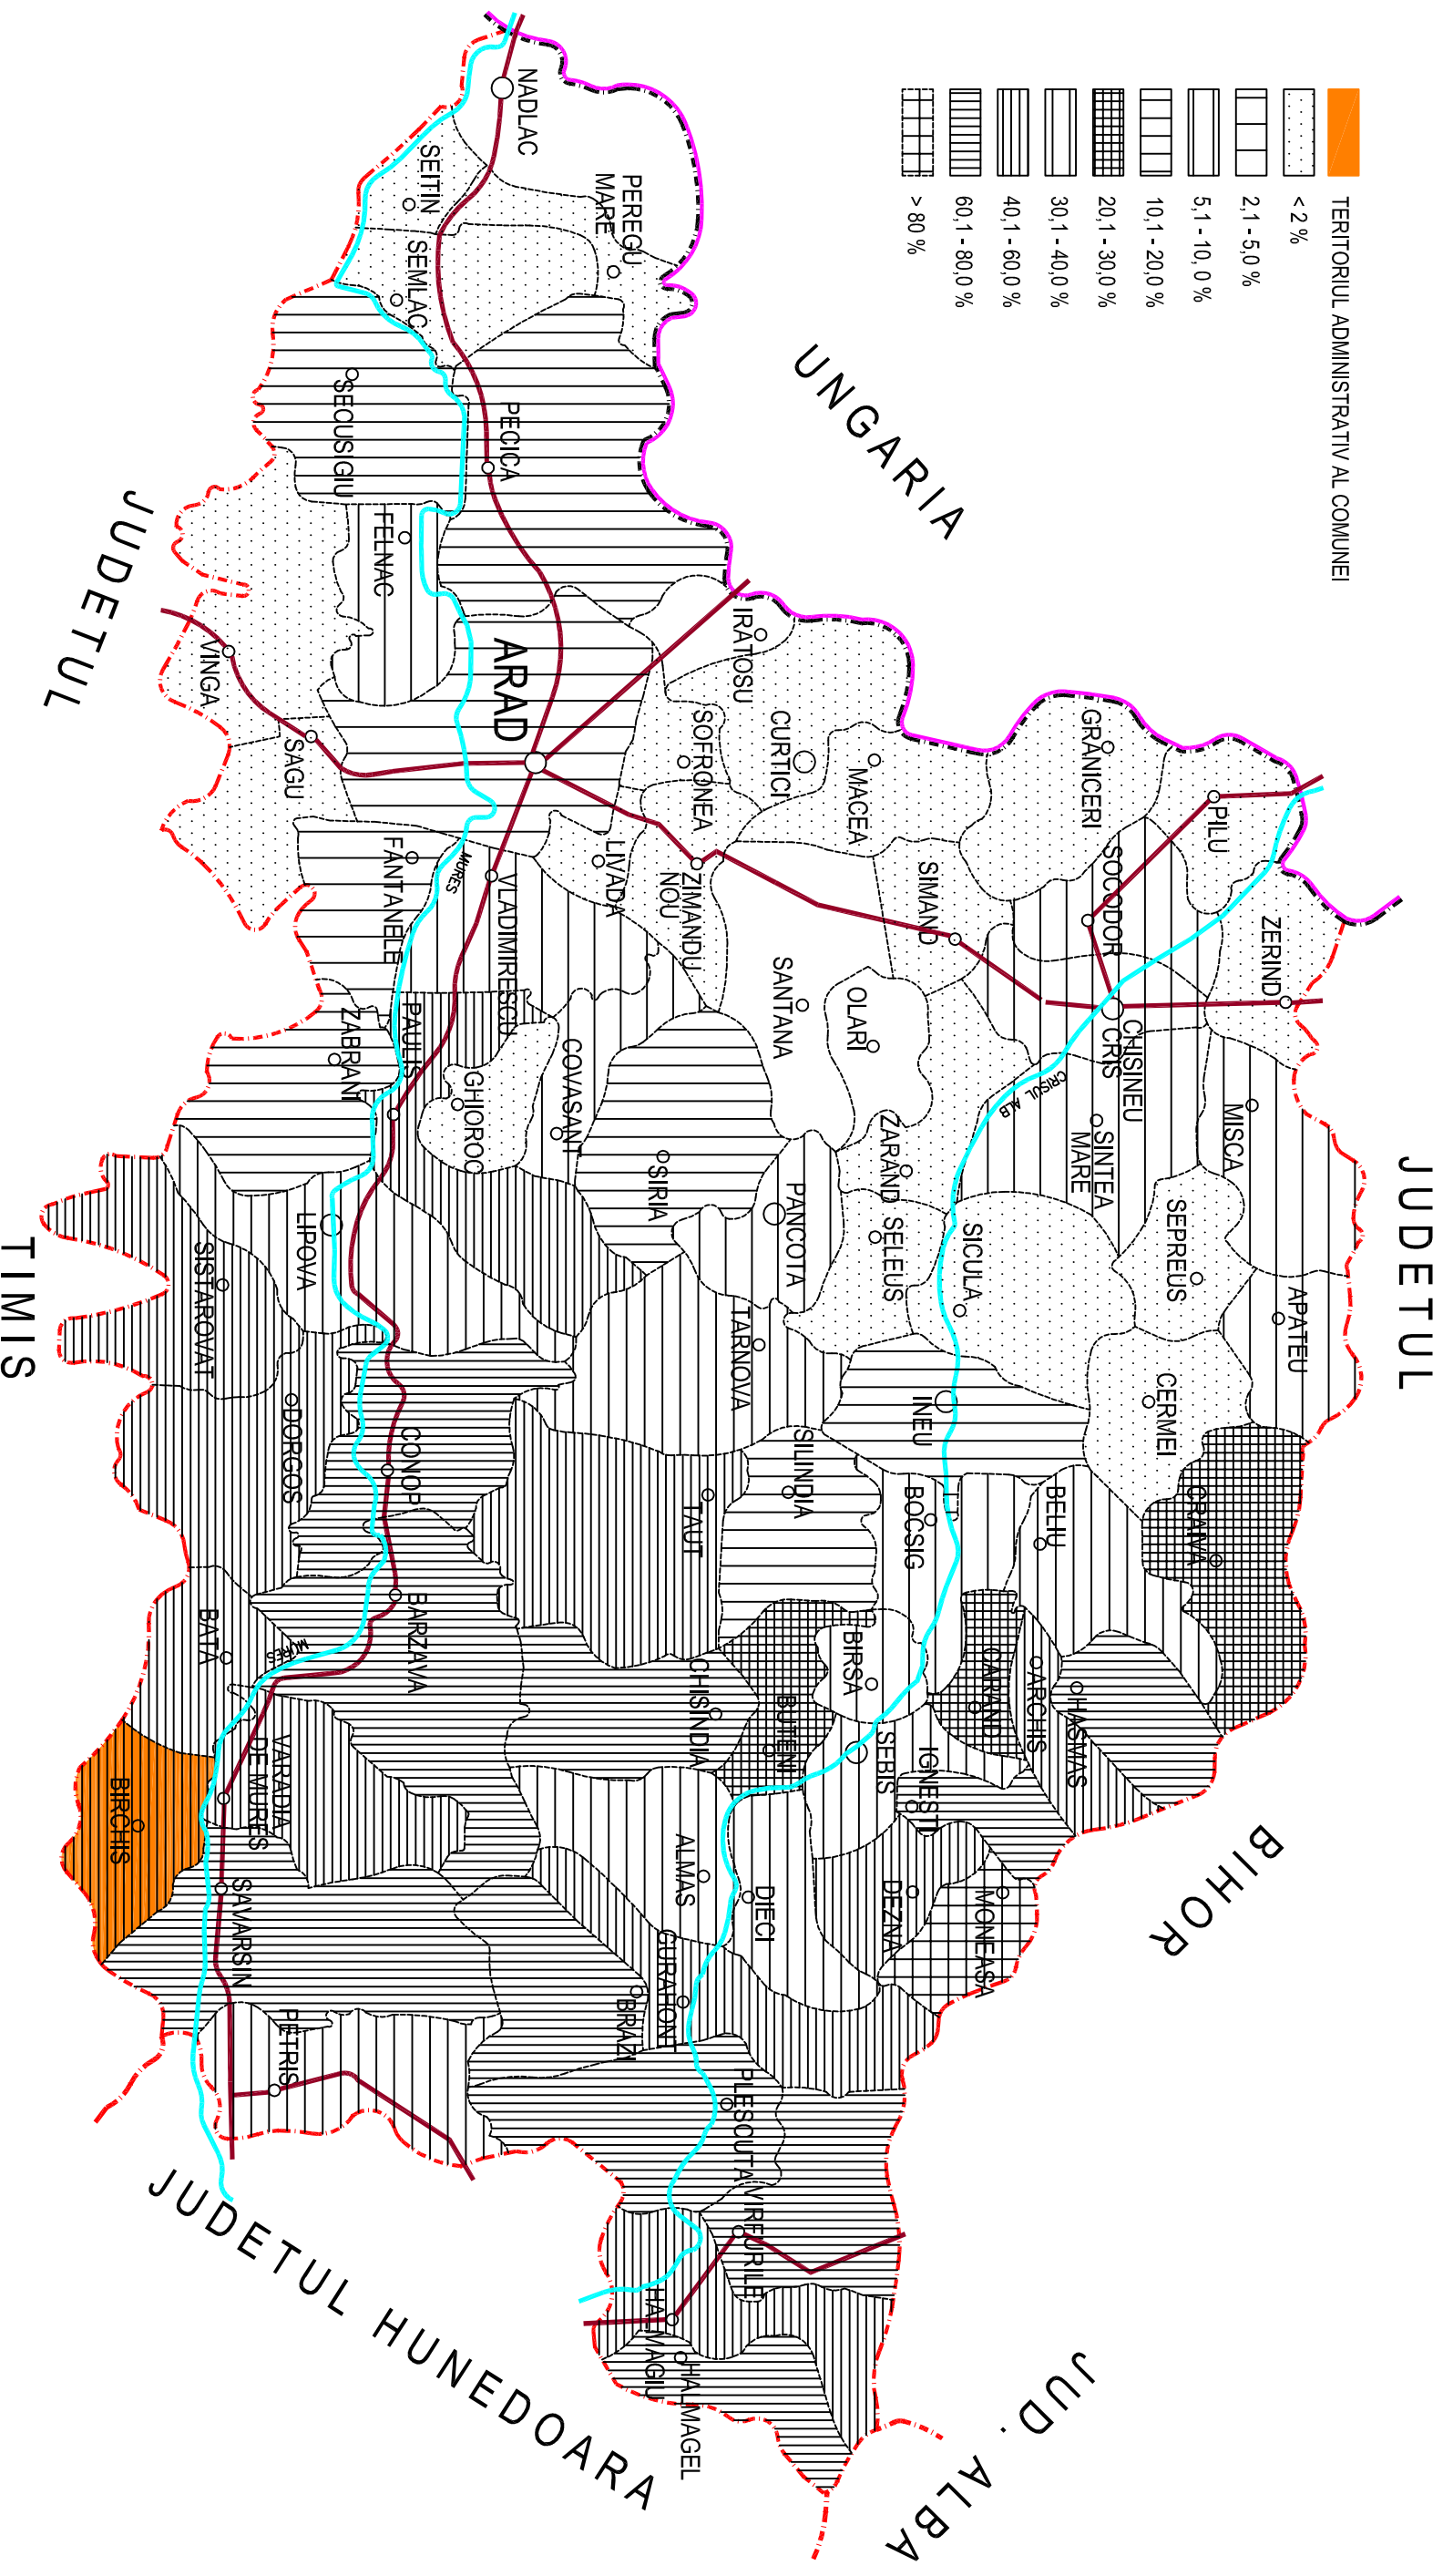 TERITORIUL ADMINISTRATIV AL COMUNEI
< 2 %
2,1 - 5,0 %
5,1 - 10, 0 %
10,1 - 20,0 %
20,1 - 30,0 %
30,1 - 40,0 %
40,1 - 60,0 %
60,1 - 80,0 %
> 80 %
UNGARIA
JUDETUL
BIHOR
JUD. ALBA
JUDETUL HUNEDOARA
JUDETUL
TIMIS
NADLAC
PEREGU
MARE
SEITIN
SEMLAC
SECUSIGIU
PECICA
FELNAC
VINGA
SAGU
ARAD
IRATOSU
CURTICI
SOFRONEA
MACEA
GRĂNICERI
PILU
SOCODOR
ZERIND
SIMAND
LIVADA
ZIMANDU
NOU
FANTANELE
MURES
VLADIMIRESCU
SANTANA
OLARI
CHISINEU
CRIS
CRISUL ALB
SINTEA
MARE
MISCA
ZARAND
SEPREUS
APATEU
CERMEI
SICULA
SELEUS
PANCOTA
SIRIA
COVASANT
GHIOROC
PAULIS
ZABRANI
LIPOVA
SISTAROVAT
DORGOS
CONOP
TARNOVA
TAUT
SILINDIA
INEU
BOCSIG
BELIU
CRAIVA
CARAND
ARCHIS
HASMAS
BIRSA
BUTENI
CHISINDIA
SEBIS
IGNESTI
DEZNA
MONEASA
DIECI
ALMAS
GURAHONT
BRAZI
BARZAVA
BATA
MURES
VARADIA
DE MURES
BIRCHIS
SAVARSIN
PETRIS
PLESCUTA
VIRFURILE
HALMAGIU
HALMAGEL